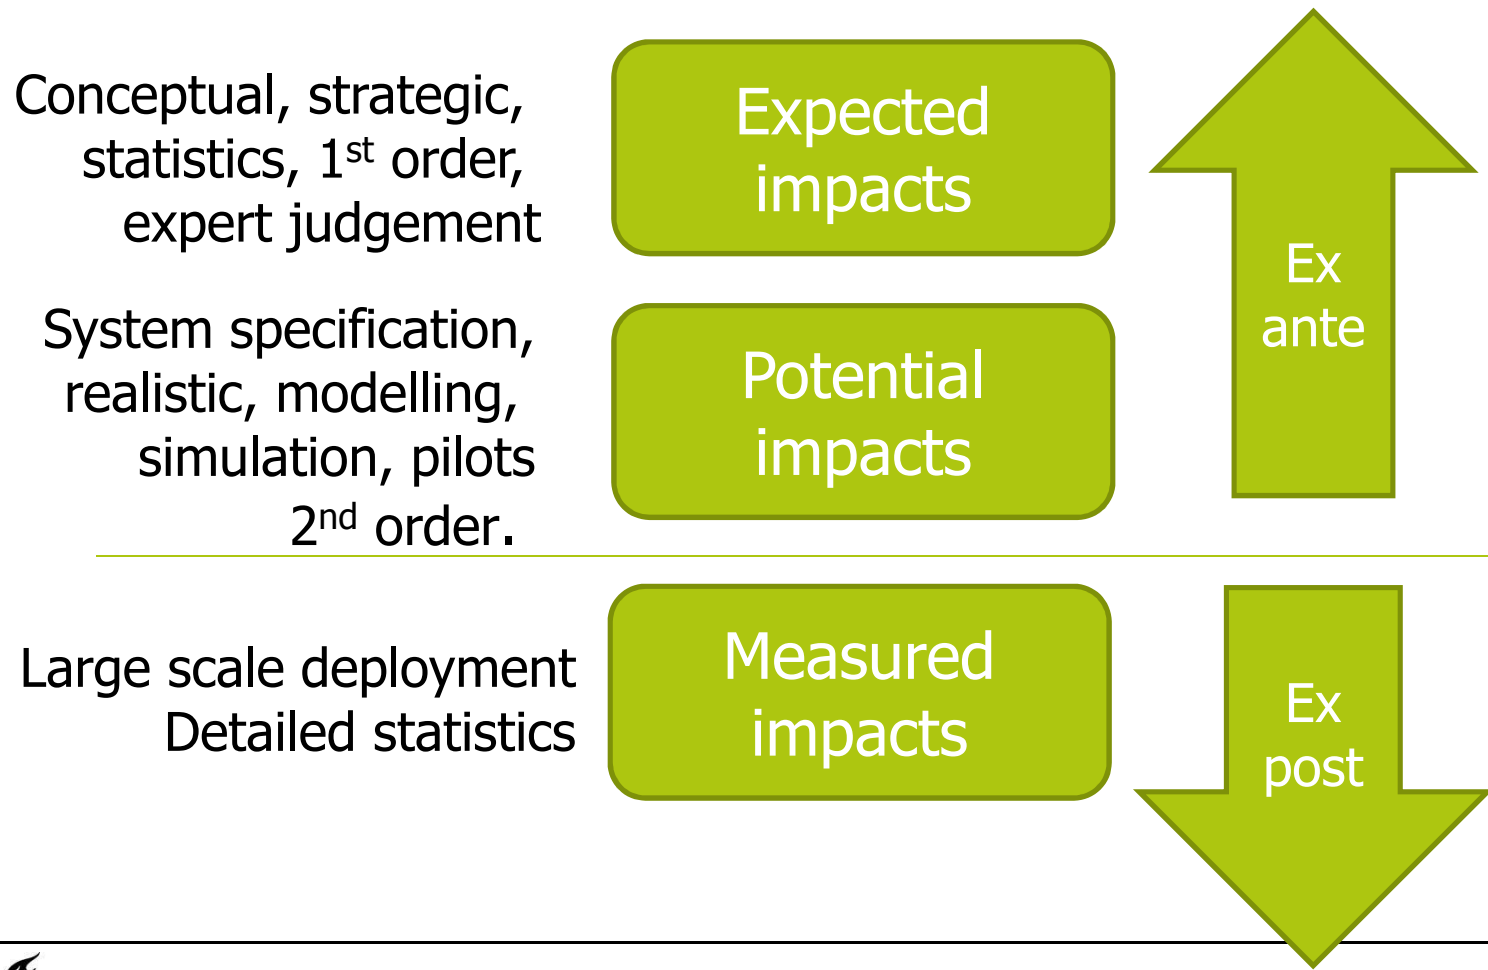 Conceptual, strategic,
statistics, 1st order,
expert judgement
Expected
impacts
Ex
ante
System specification,
realistic, modelling,
simulation, pilots
2nd order.
Potential
impacts
Large scale deployment
Detailed statistics
Measured
impacts
Ex
post